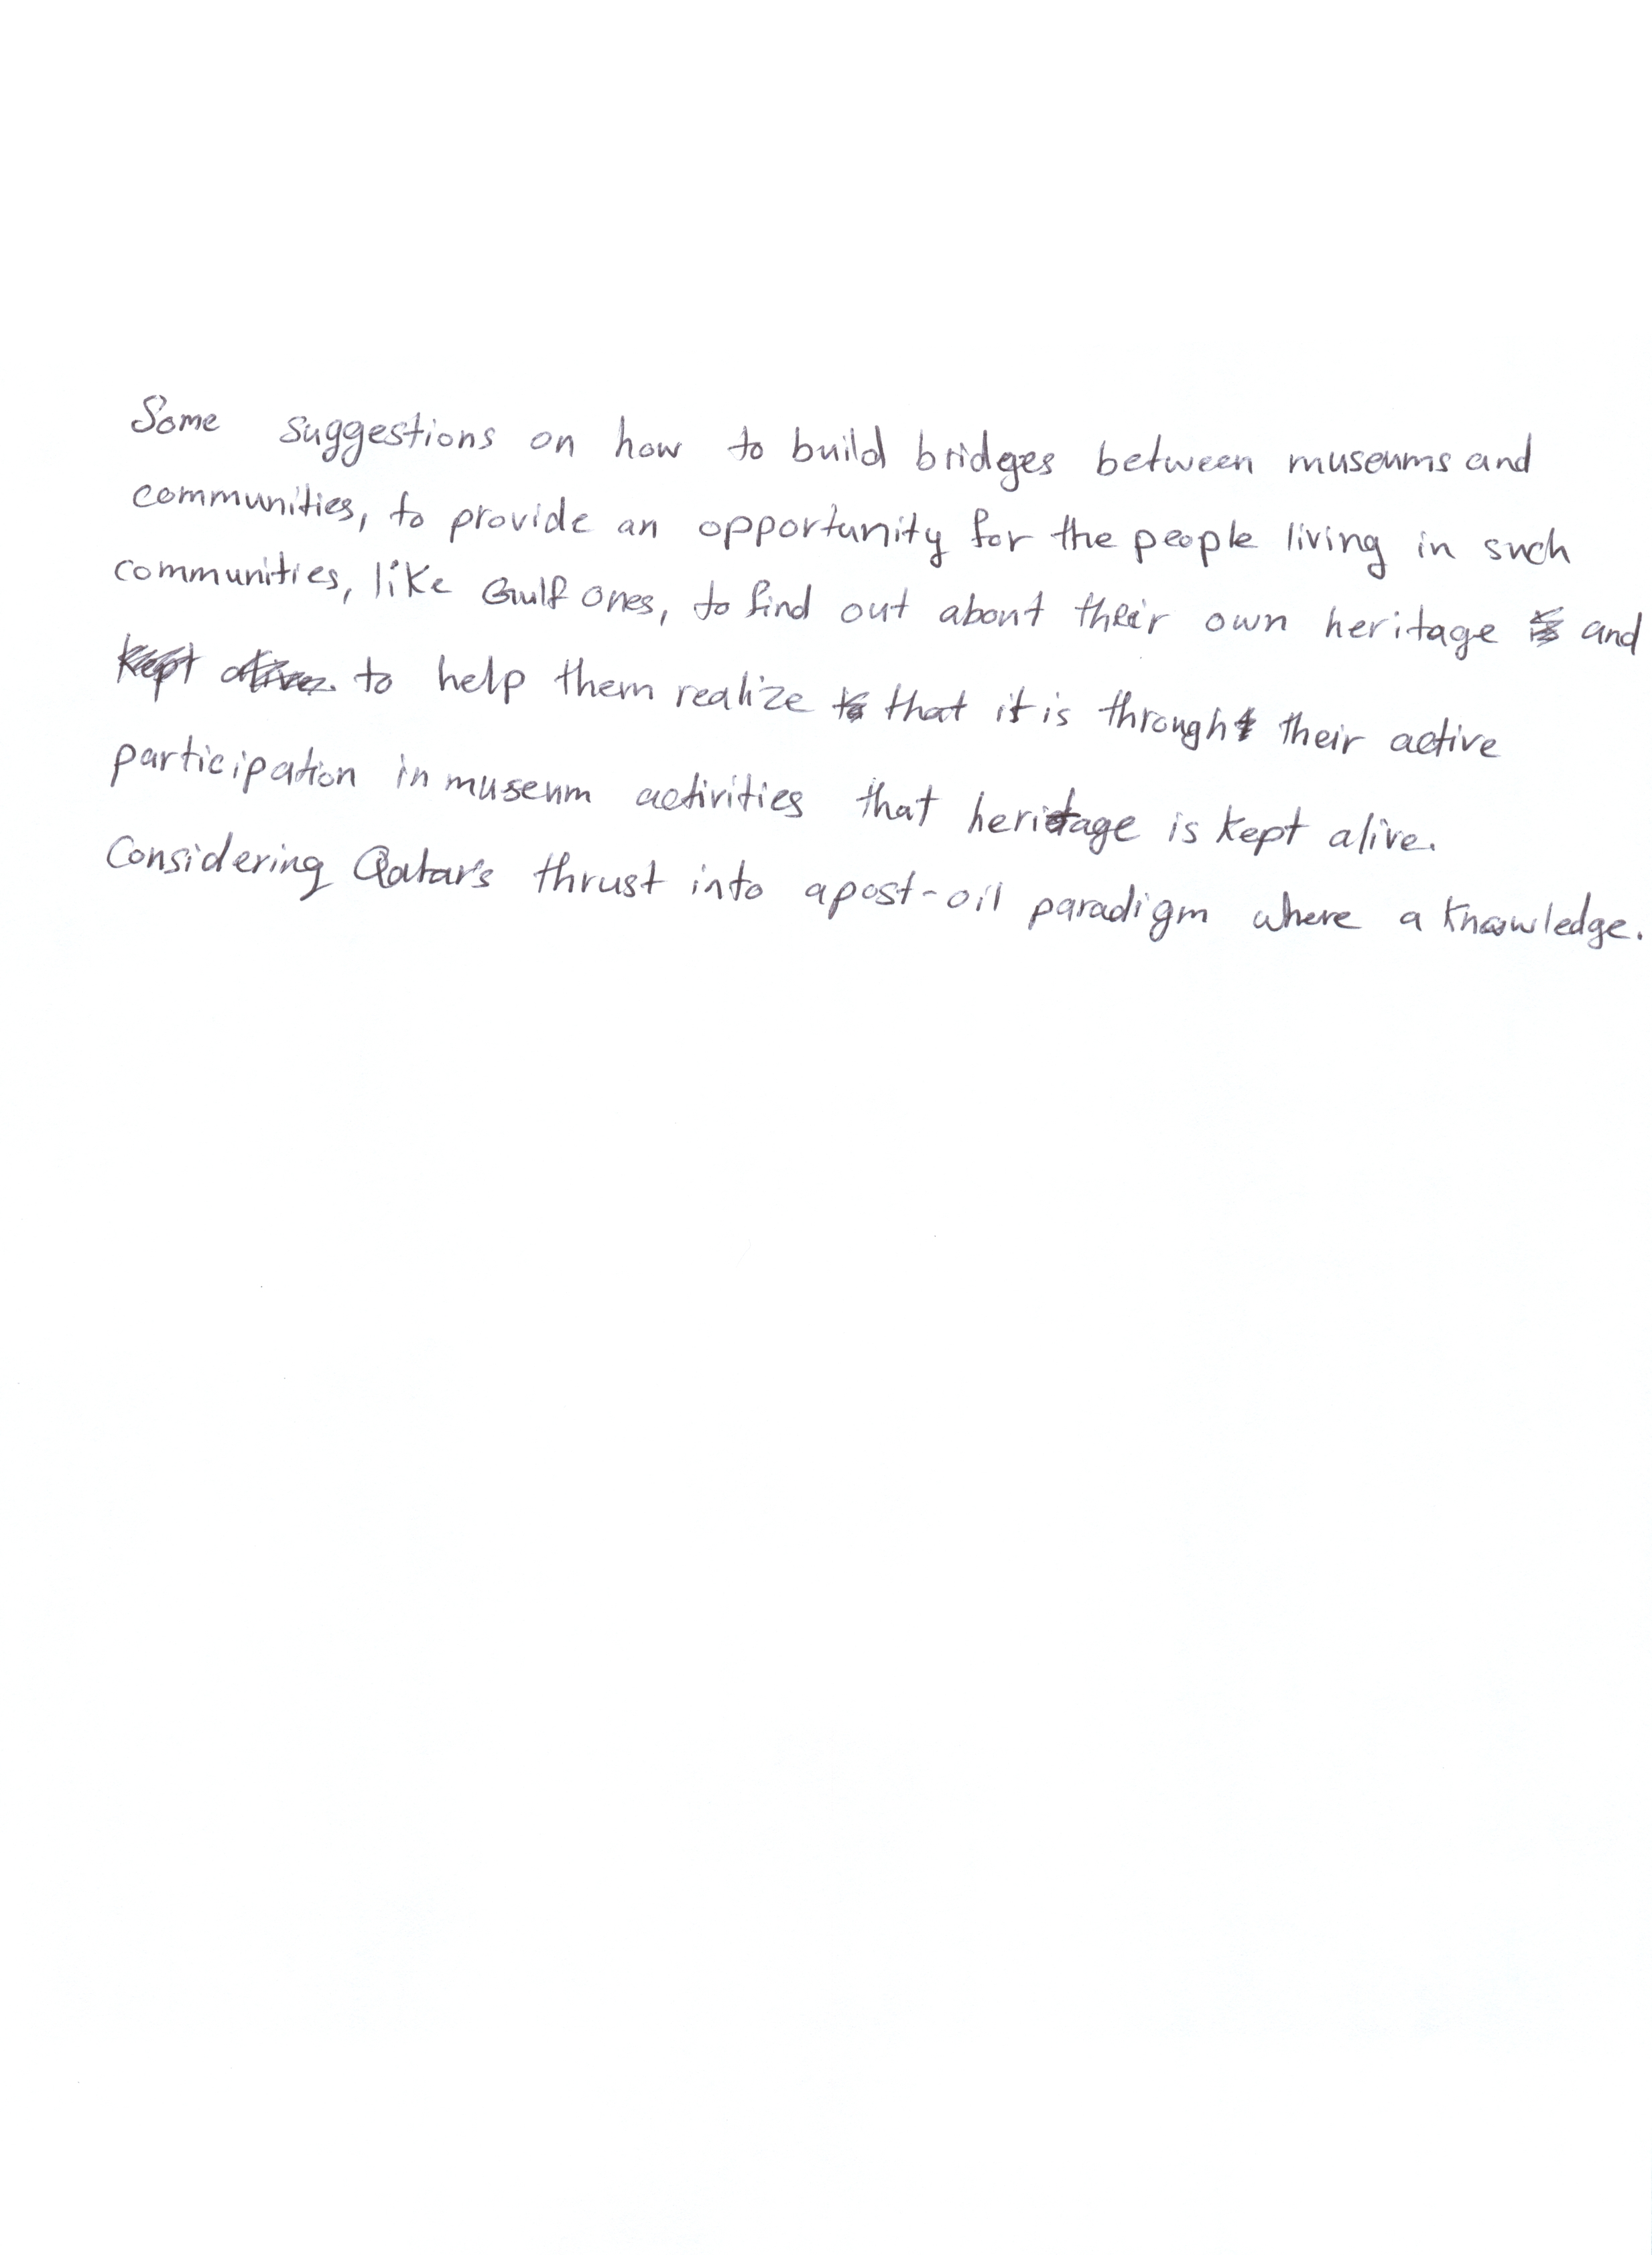 Some suggestions on how to build bridges between museums and
communities, to provide an opportunity for the people living in such
communities, like Gulf ones, to find out about their own heritage and
to help them realize that it is through their active
participation in museum activities that heritage is kept alive.
Considering Qatar's thrust into a post-oil paradigm where a knowledge.